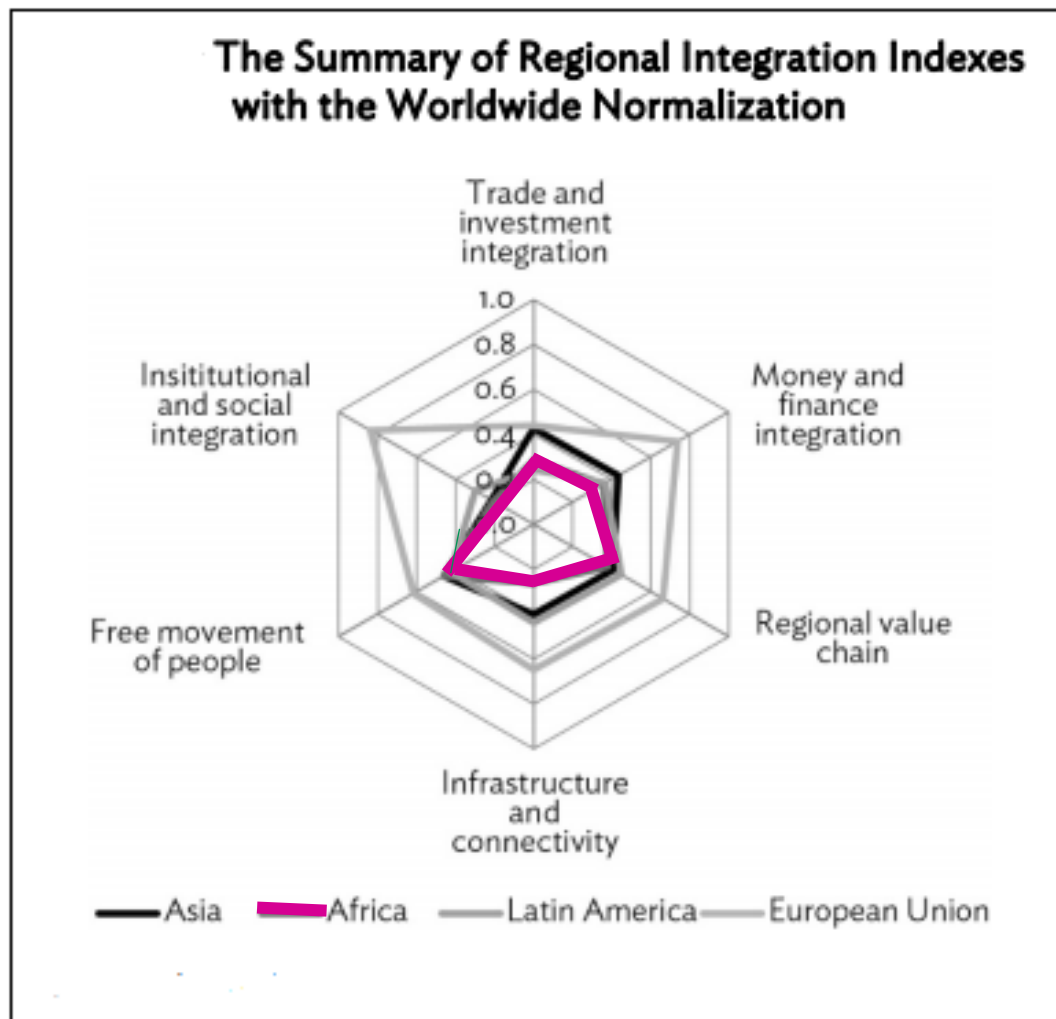 The Summary of Regional Integration Indexes
with the Worldwide Normalization
Trade and
investment
integration
1.0
0.8
0.6
0.4
Insititutional
and social
integration
Money and
finance
integration
Free movement
of people
Regional value
chain
Infrastructure
and
connectivity
Asia Africa Latin America European Union